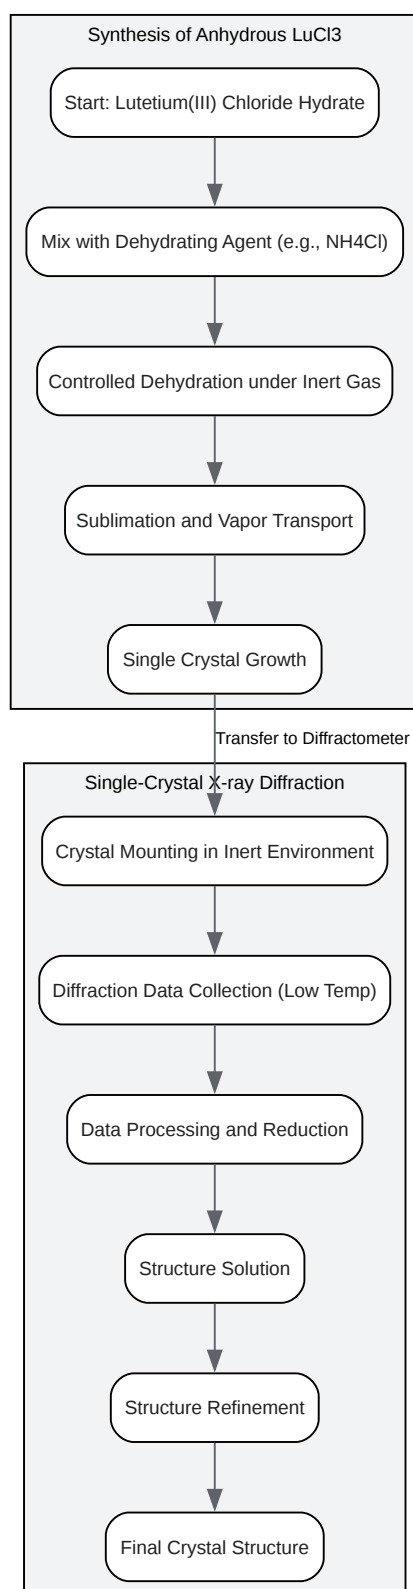 Synthesis of Anhydrous LuCl3
Start: Lutetium(III) Chloride Hydrate
Mix with Dehydrating Agent (e.g., NH4Cl)
Controlled Dehydration under Inert Gas
Sublimation and Vapor Transport
Single Crystal Growth
Transfer to Diffractometer
Single-Crystal X-ray Diffraction
Crystal Mounting in Inert Environment
Diffraction Data Collection (Low Temp)
Data Processing and Reduction
Structure Solution
Structure Refinement
Final Crystal Structure